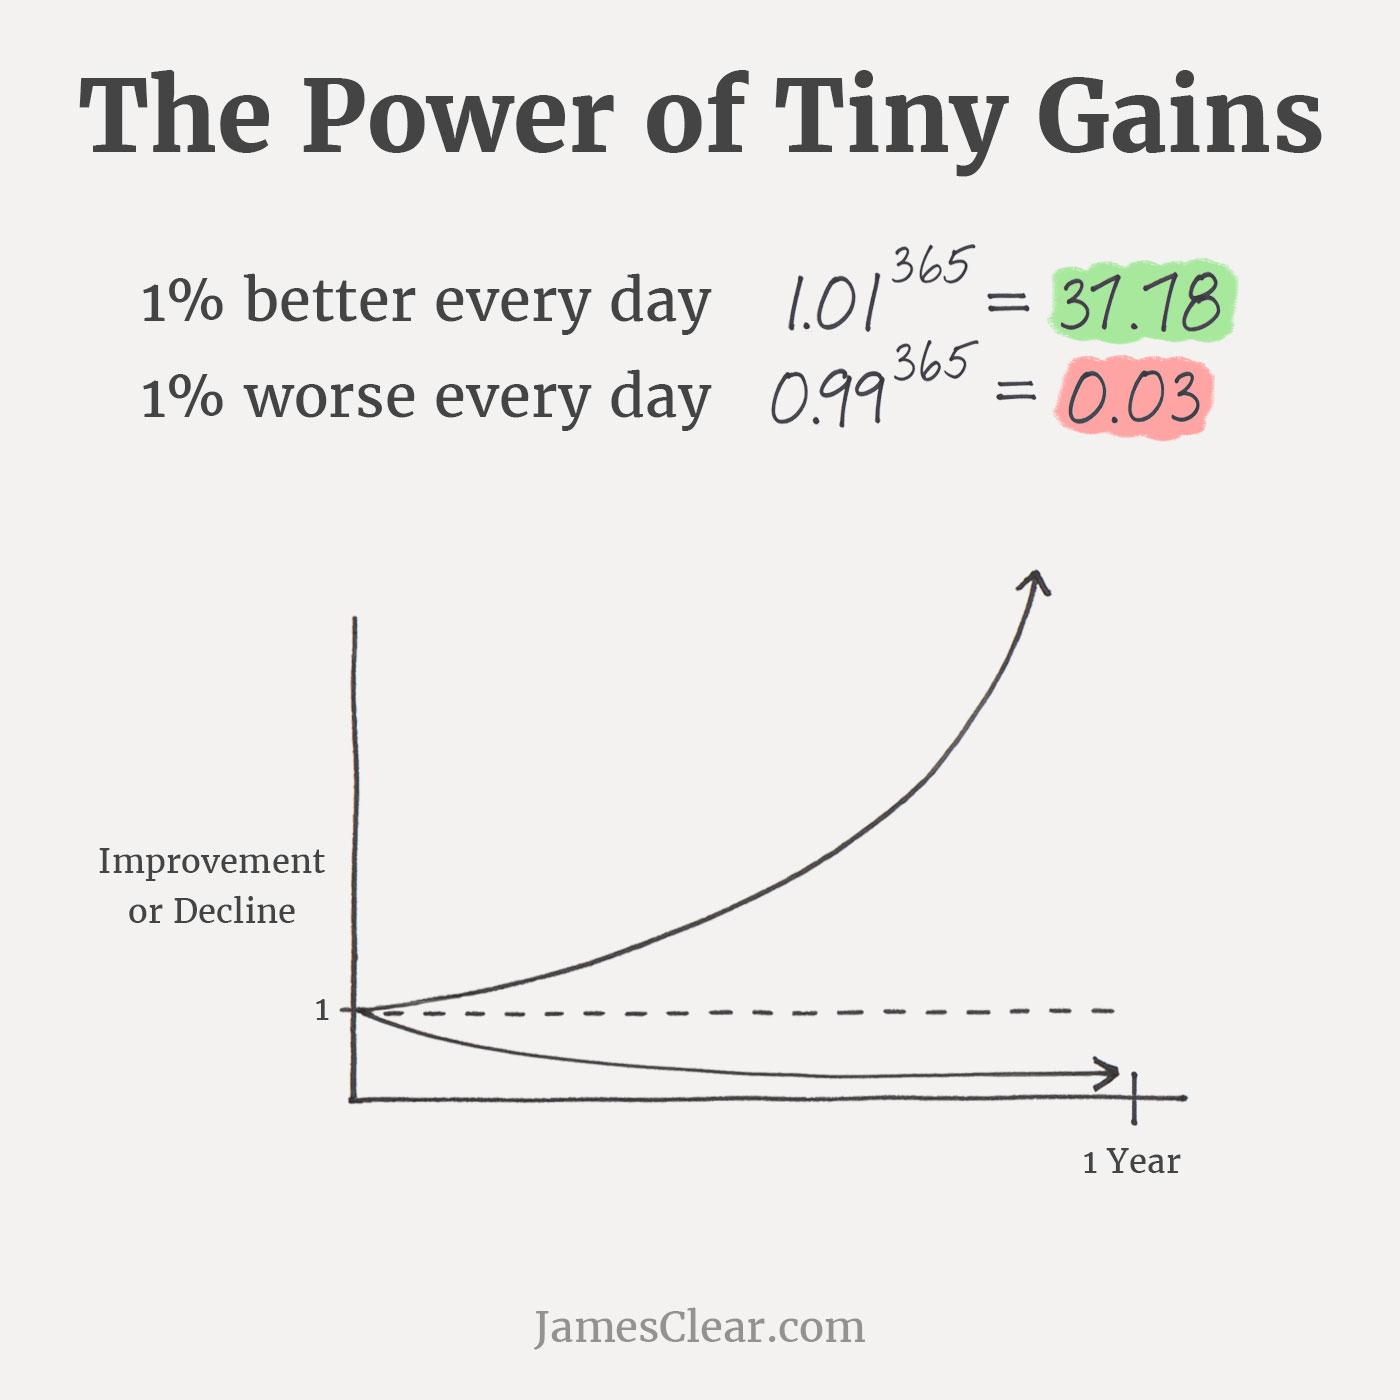 The Power of Tiny Gains
1% better every day 1.01^365 = 37.78
1% worse every day 0.99^365 = 0.03
Improvement
or Decline
1
1 Year
JamesClear.com